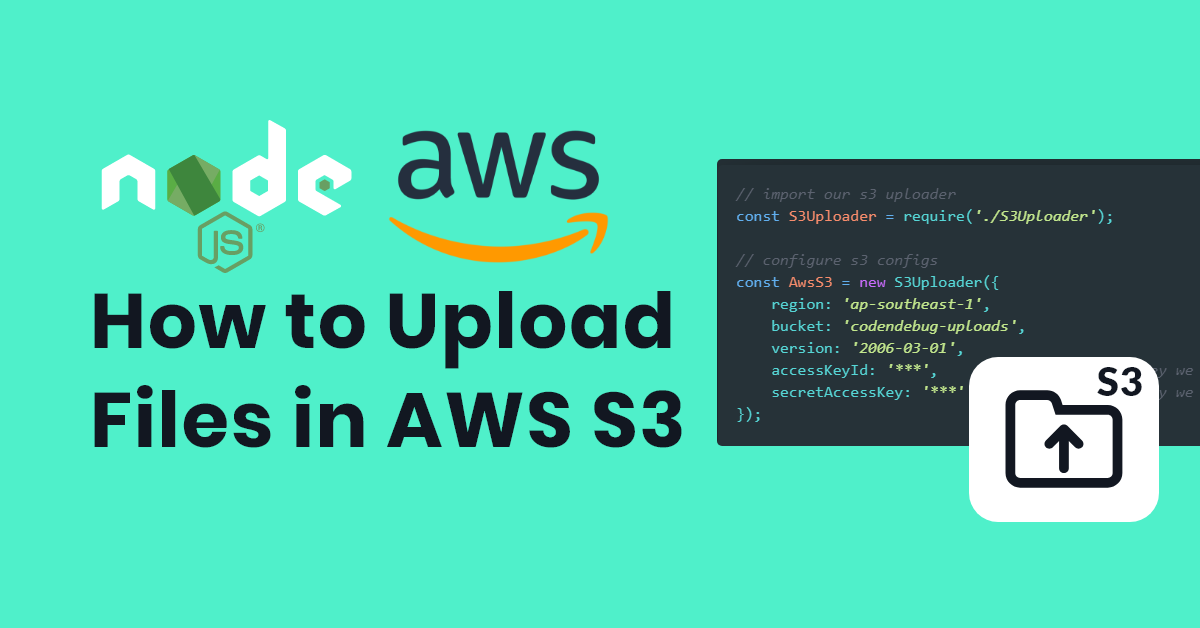 node
JS®
aws
How to Upload
Files in AWS S3
// import our s3 uploader
const S3Uploader = require('./S3Uploader');
// configure s3 configs
const AwsS3 = new S3Uploader({
region: 'ap-southeast-1',
bucket: 'codendebug-uploads',
version: '2006-03-01',
accessKeyId: '***',
we
secretAccessKey: '***'
we
});
S3